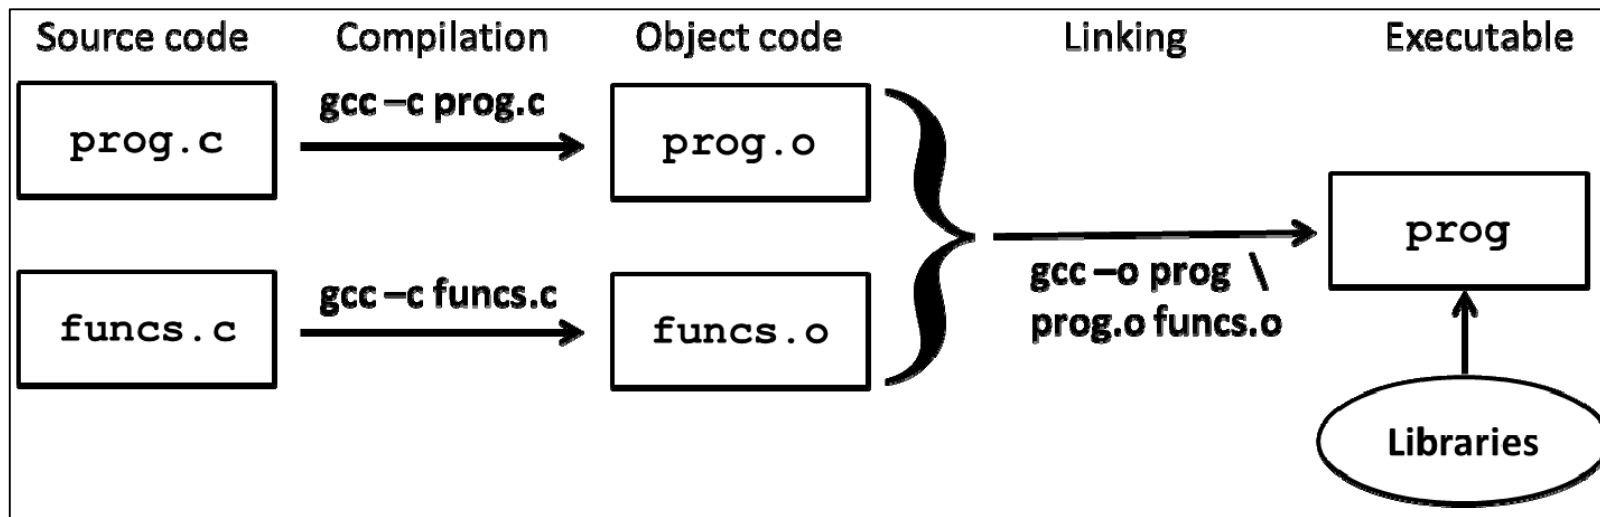 Source code Compilation Object code Linking Executable
gcc –c prog.c
prog.c
prog.o
prog
gcc –c funcs.c
funcs.c
funcs.o
gcc –o prog \
prog.o funcs.o
Libraries